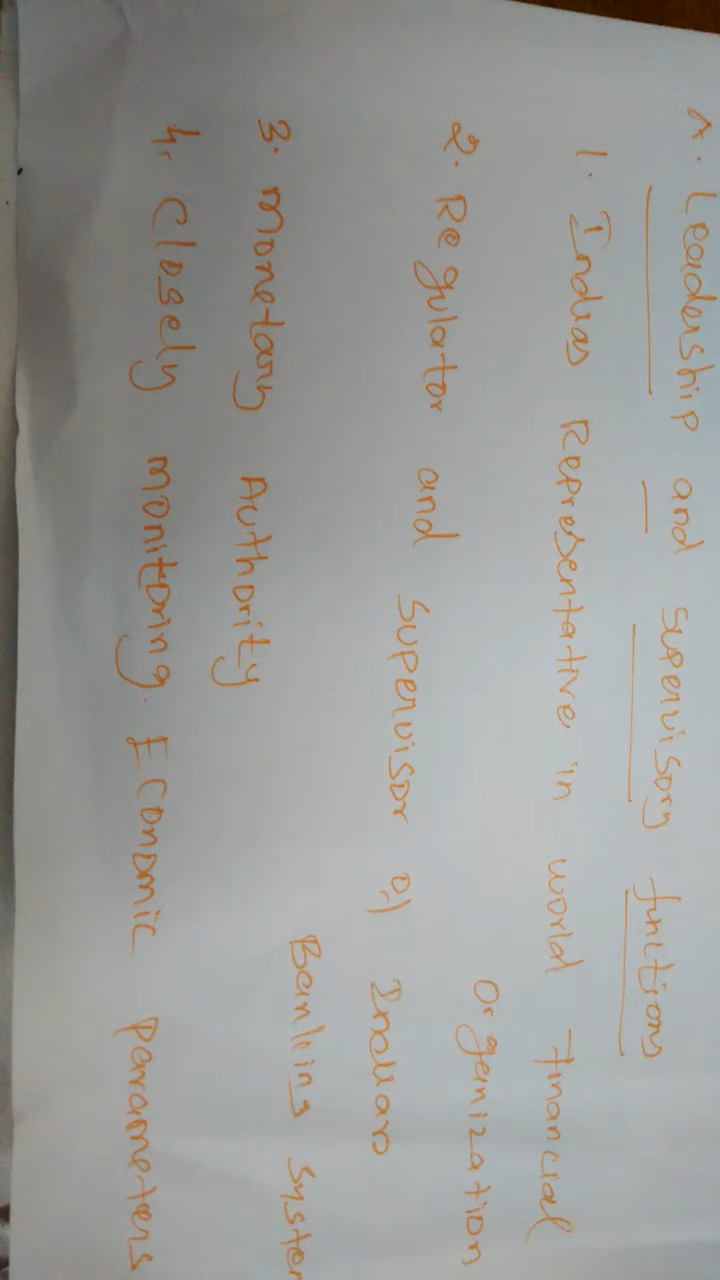 A. Leadership and supervisory functions
1. Indias Representative in world financial
Organization
2. Regulator and Supervisor of Indian
Banking System
3. Monetary Authority
4. Closely monitoring Economic Parameters